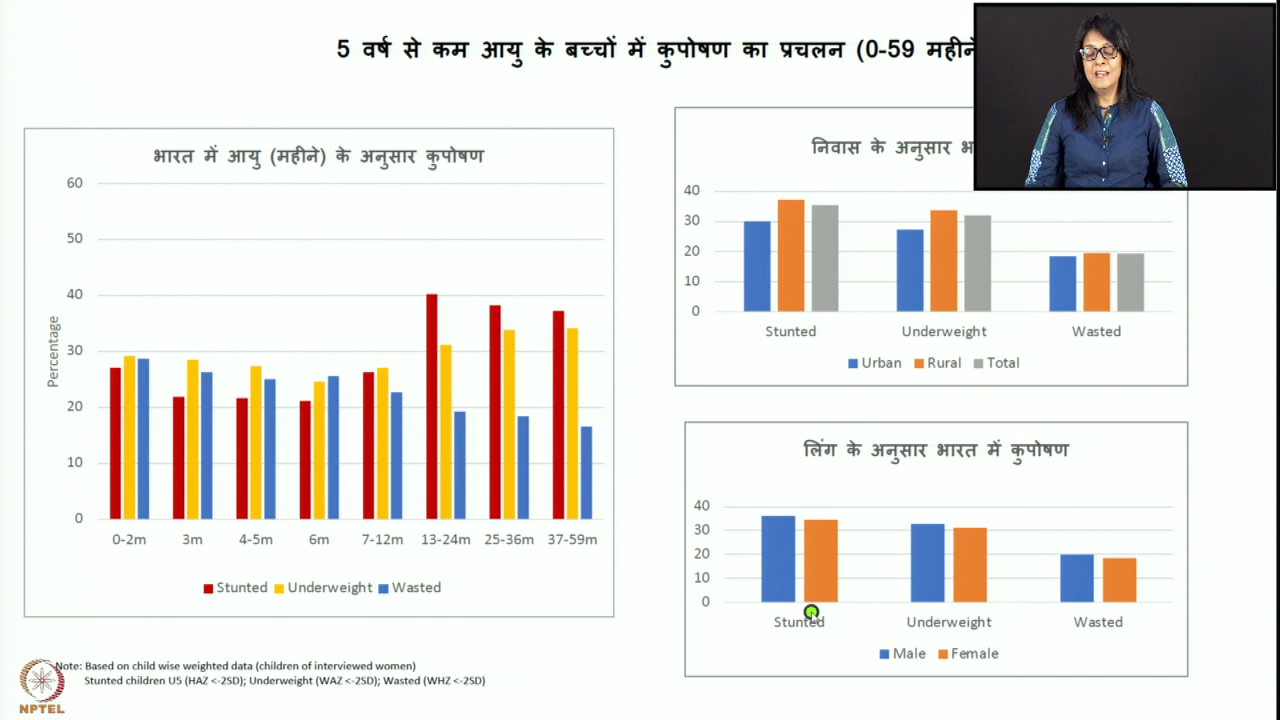 5 वर्ष से कम आयु के बच्चों में कुपोषण का प्रचलन (0-59 महीने
भारत में आयु (महीने) के अनुसार कुपोषण
60
50
40
30
20
10
0
Percentage
0-2m 3m 4-5m 6m 7-12m 13-24m 25-36m 37-59m
Stunted Underweight Wasted
निवास के अनुसार
40
30
20
10
0
Stunted Underweight Wasted
Urban Rural Total
लिंग के अनुसार भारत में कुपोषण
40
30
20
10
0
Stunted Underweight Wasted
Male Female
Note: Based on child wise weighted data (children of interviewed women)
Stunted children U5 (HAZ <-2SD); Underweight (WAZ <-2SD); Wasted (WHZ <-2SD)
NPTEL